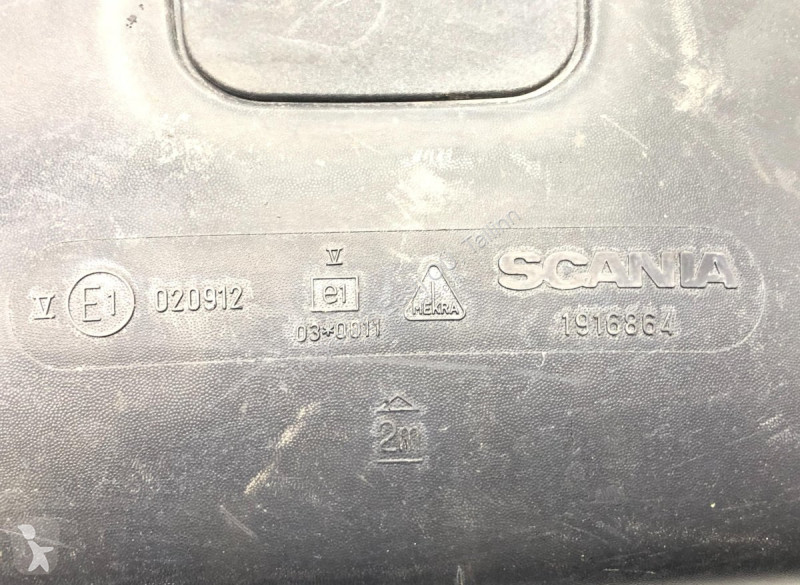 V E1 020912
V
e1
03*0011
MEKRA
SCANIA
1916864
2m